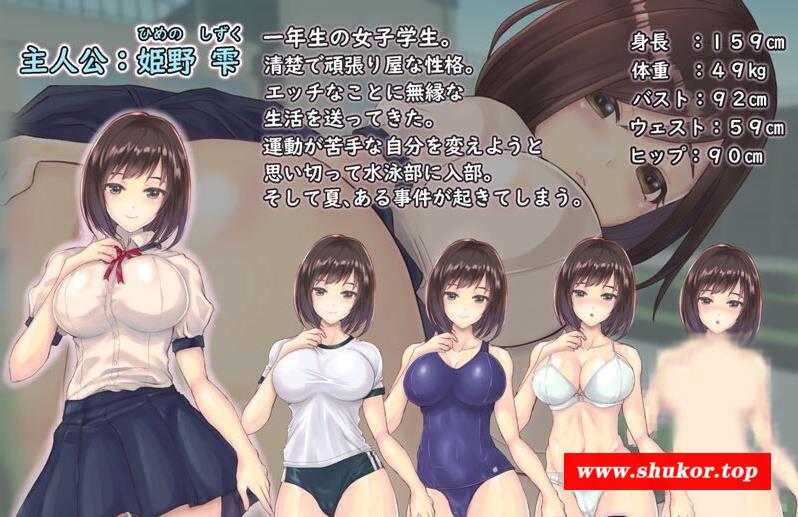 ひめの しずく
主人公：姫野 雫
一年生の女子学生。
清楚で頑張り屋な性格。
エッチなことに無縁な
生活を送ってきた。
運動が苦手な自分を変えようと
思い切って水泳部に入部。
そして夏、ある事件が起きてしまう。
身長　：１５９㎝
体重　：４９㎏
バスト：９２㎝
ウェスト：５９㎝
ヒップ：９０㎝
www.shukor.top